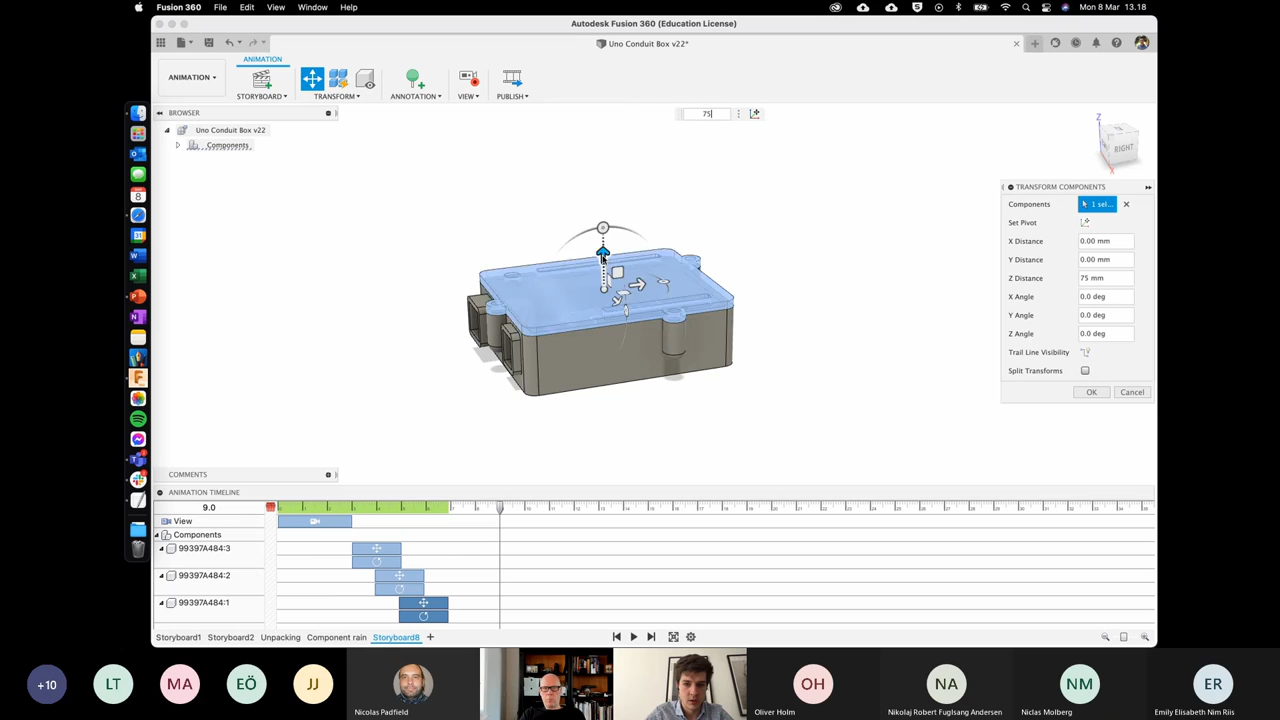 Fusion 360 File Edit View Window Help
Mon 8 Mar 13.18
Autodesk Fusion 360 (Education License)
Uno Conduit Box v22*
ANIMATION
ANIMATION
STORYBOARD
TRANSFORM
ANNOTATION
VIEW
PUBLISH
BROWSER
75
Uno Conduit Box v22
Components
RIGHT
Z
X
TRANSFORM COMPONENTS
Components 1 sel...
Set Pivot
X Distance 0.00 mm
Y Distance 0.00 mm
Z Distance 75 mm
X Angle 0.0 deg
Y Angle 0.0 deg
Z Angle 0.0 deg
Trail Line Visibility
Split Transforms
OK Cancel
COMMENTS
ANIMATION TIMELINE
9.0
View
Components
99397A484:3
99397A484:2
99397A484:1
Storyboard1 Storyboard2 Unpacking Component rain Storyboard8 +
+10
LT
MA
EÖ
JJ
OH
NA
NM
ER
Nicolas Padfield
Oliver Holm
Nikolaj Robert Fuglsang Andersen
Niclas Molberg
Emily Elisabeth Nim Riis